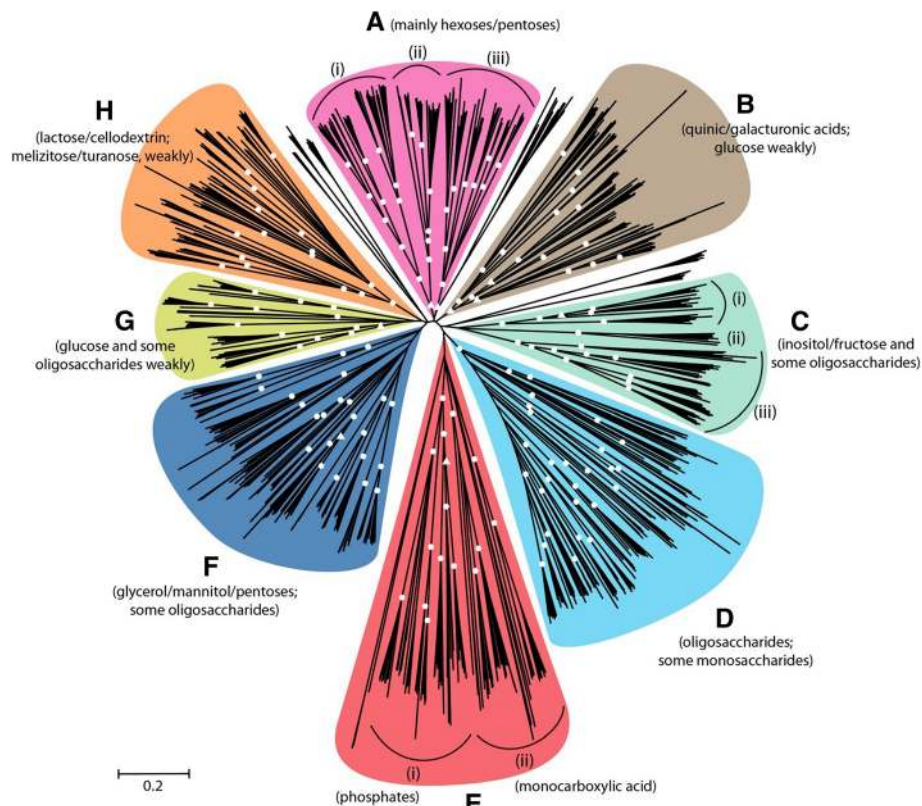 A (mainly hexoses/pentoses)
(i)
(ii)
(iii)
B
(quinic/galacturonic acids;
glucose weakly)
H
(lactose/cellodextrin;
melizitose/turanose, weakly)
(i)
(ii)
(iii)
C
(inositol/fructose and
some oligosaccharides)
G
(glucose and some
oligosaccharides weakly)
F
(glycerol/mannitol/pentoses;
some oligosaccharides)
D
(oligosaccharides;
some monosaccharides)
(i)
(ii)
(phosphates)
(monocarboxylic acid)
E
0.2